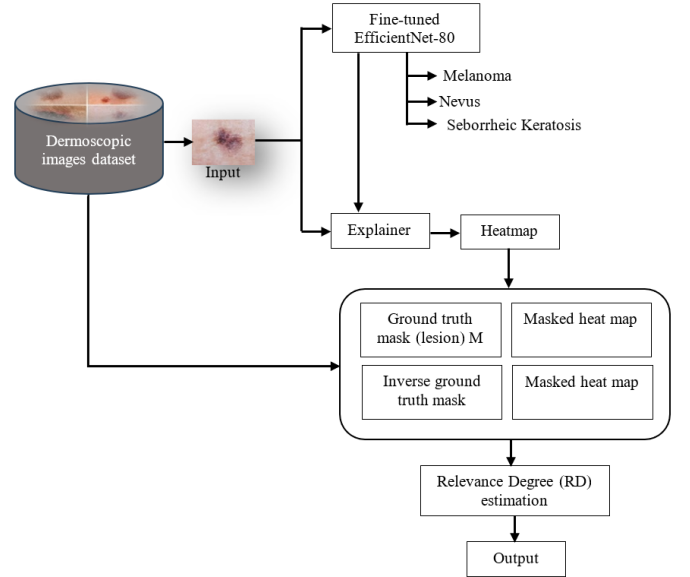 Fine-tuned
EfficientNet-80
Melanoma
Nevus
Seborrheic Keratosis
Dermoscopic
images dataset
Input
Explainer
Heatmap
Ground truth
mask (lesion) M
Masked heat map
Inverse ground
truth mask
Masked heat map
Relevance Degree (RD)
estimation
Output